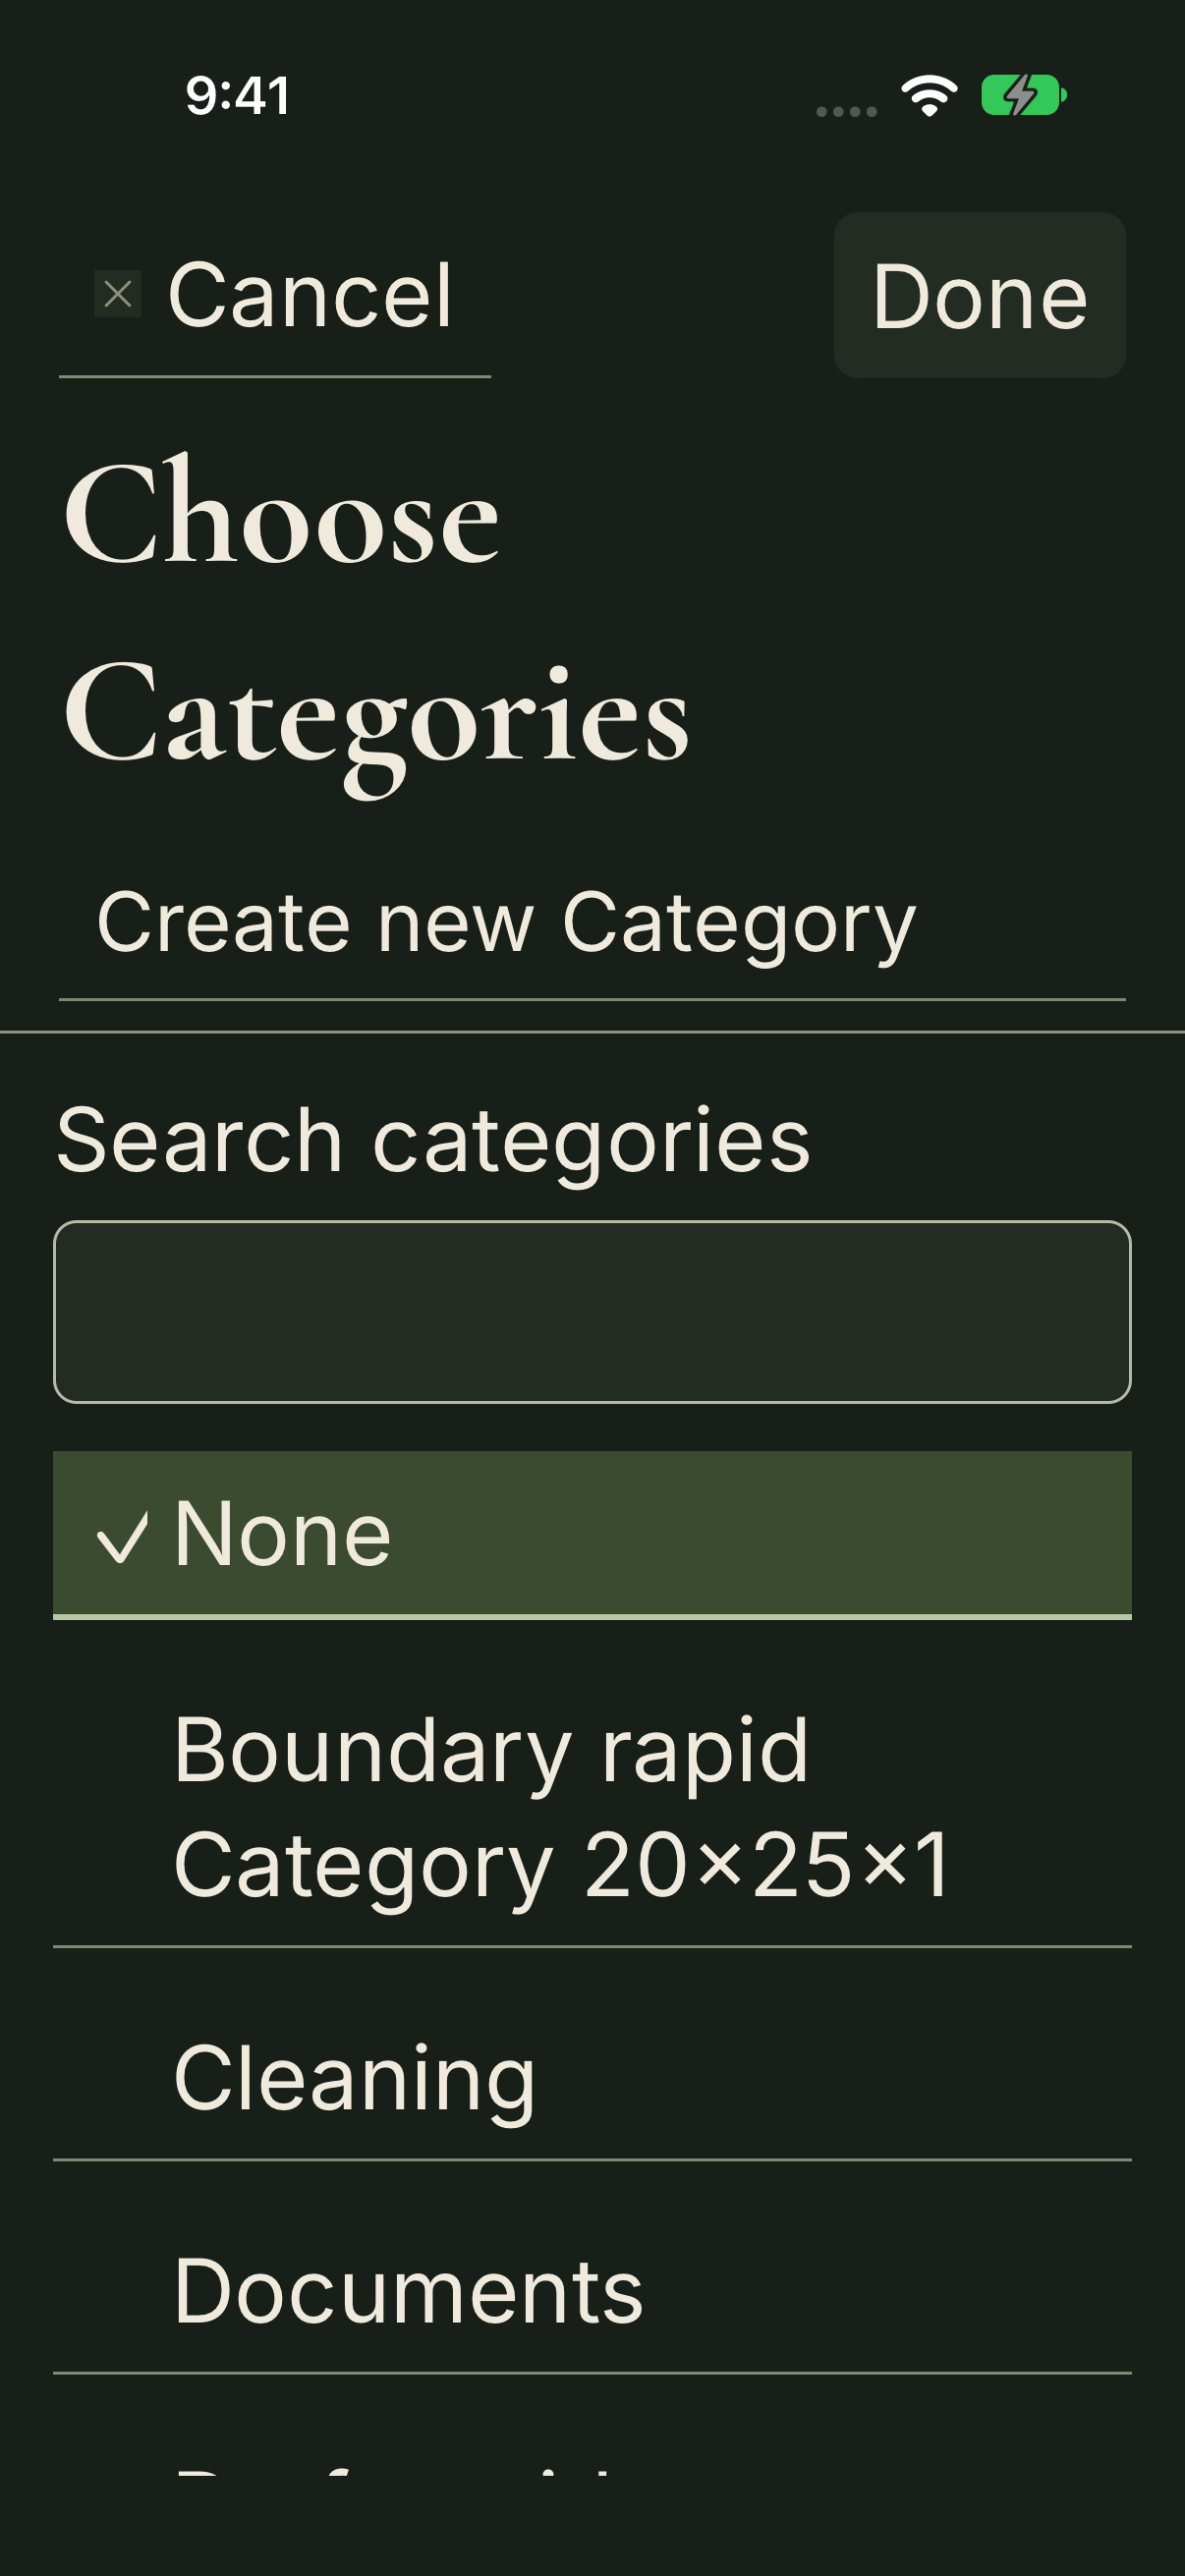 9:41
Cancel
Done
Choose
Categories
Create new Category
Search categories
None
Boundary rapid
Category 20×25×1
Cleaning
Documents